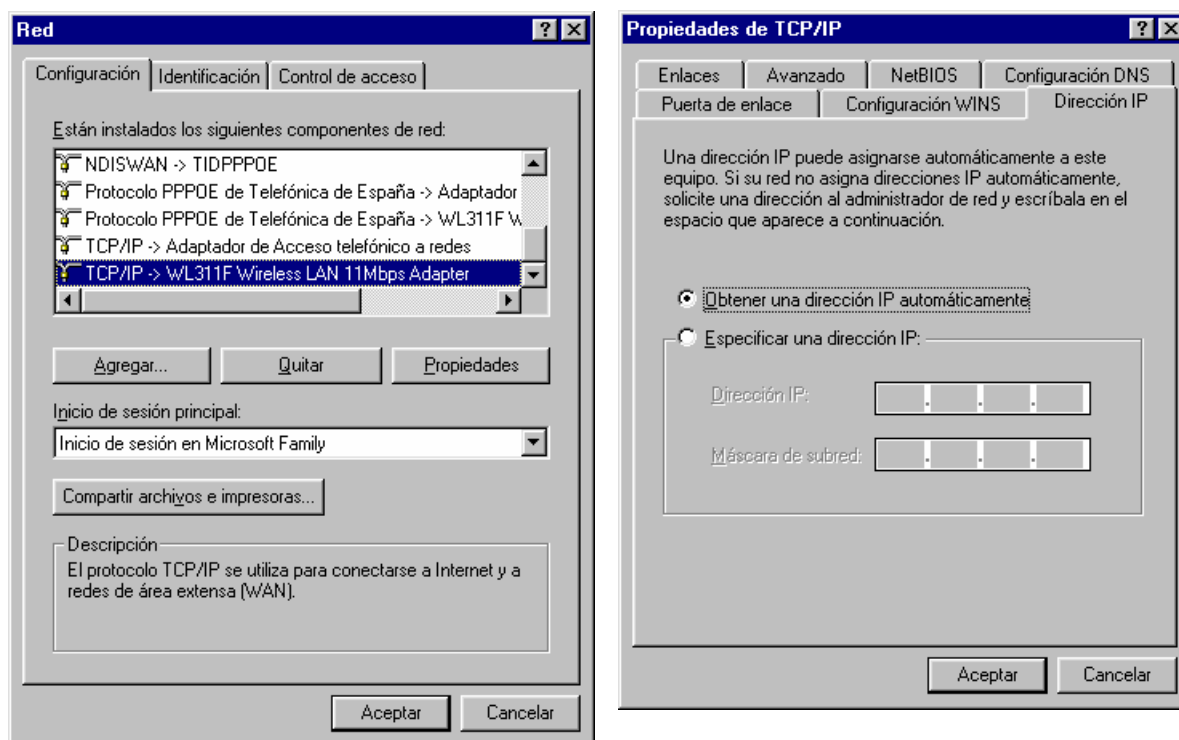 Red
Configuración Identificación Control de acceso
Están instalados los siguientes componentes de red:
NDISWAN -> TIDPPPOE
Protocolo PPPOE de Telefónica de España -> Adaptador
Protocolo PPPOE de Telefónica de España -> WL311F W
TCP/IP -> Adaptador de Acceso telefónico a redes
TCP/IP -> WL311F Wireless LAN 11Mbps Adapter
Agregar... Quitar Propiedades
Inicio de sesión principal:
Inicio de sesión en Microsoft Family
Compartir archivos e impresoras...
Descripción
El protocolo TCP/IP se utiliza para conectarse a Internet y a
redes de área extensa (WAN).
Aceptar Cancelar
Propiedades de TCP/IP
Enlaces Avanzado NetBIOS Configuración DNS
Puerta de enlace Configuración WINS Dirección IP
Una dirección IP puede asignarse automáticamente a este
equipo. Si su red no asigna direcciones IP automáticamente,
solicite una dirección al administrador de red y escríbala en el
espacio que aparece a continuación.
Obtener una dirección IP automáticamente
Especificar una dirección IP:
Dirección IP:
Máscara de subred:
Aceptar Cancelar